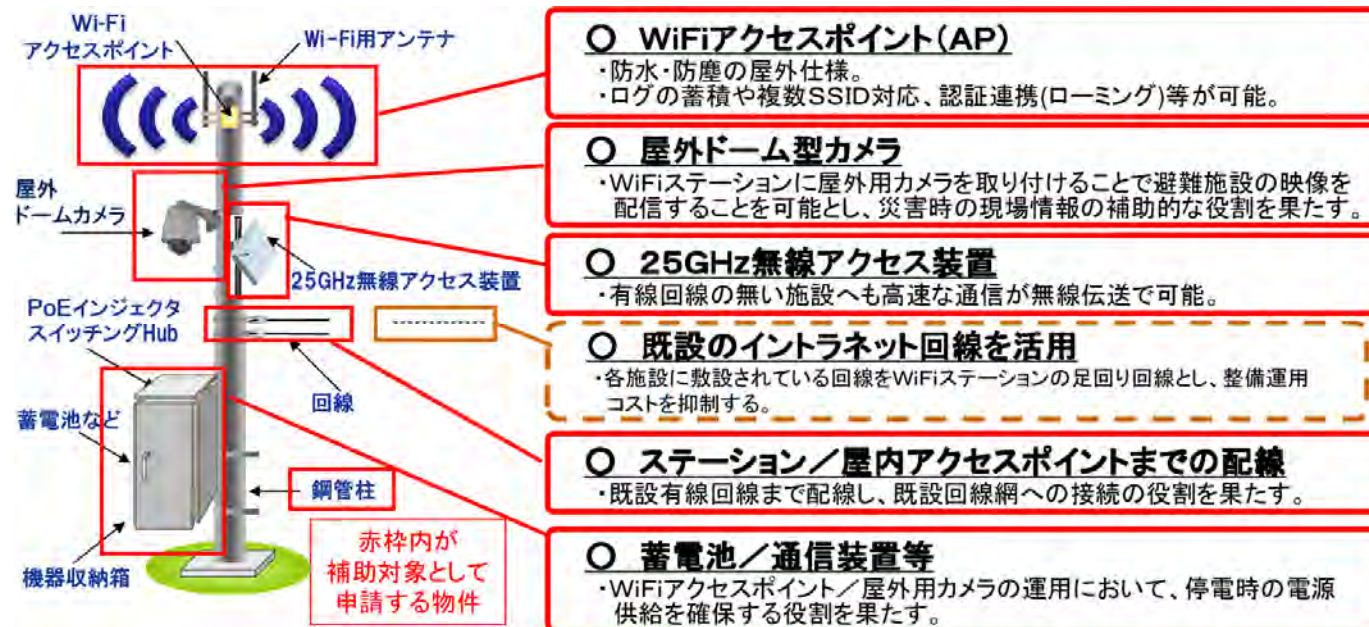 Wi-Fi
アクセスポイント
Wi-Fi用アンテナ
屋外
ドームカメラ
25GHz無線アクセス装置
PoEインジェクタ
スイッチングHub
回線
蓄電池など
鋼管柱
機器収納箱
赤枠内が
補助対象として
申請する物件
〇 WiFiアクセスポイント(AP)
・防水・防塵の屋外仕様。
・ログの蓄積や複数SSID対応、認証連携(ローミング)等が可能。
〇 屋外ドーム型カメラ
・WiFiステーションに屋外用カメラを取り付けることで避難施設の映像を
配信することを可能とし、災害時の現場情報の補助的な役割を果たす。
〇 25GHz無線アクセス装置
・有線回線の無い施設へも高速な通信が無線伝送で可能。
〇 既設のイントラネット回線を活用
・各施設に敷設されている回線をWiFiステーションの足回り回線とし、整備運用
コストを抑制する。
〇 ステーション/屋内アクセスポイントまでの配線
・既設有線回線まで配線し、既設回線網への接続の役割を果たす。
〇 蓄電池/通信装置等
・WiFiアクセスポイント/屋外用カメラの運用において、停電時の電源
供給を確保する役割を果たす。